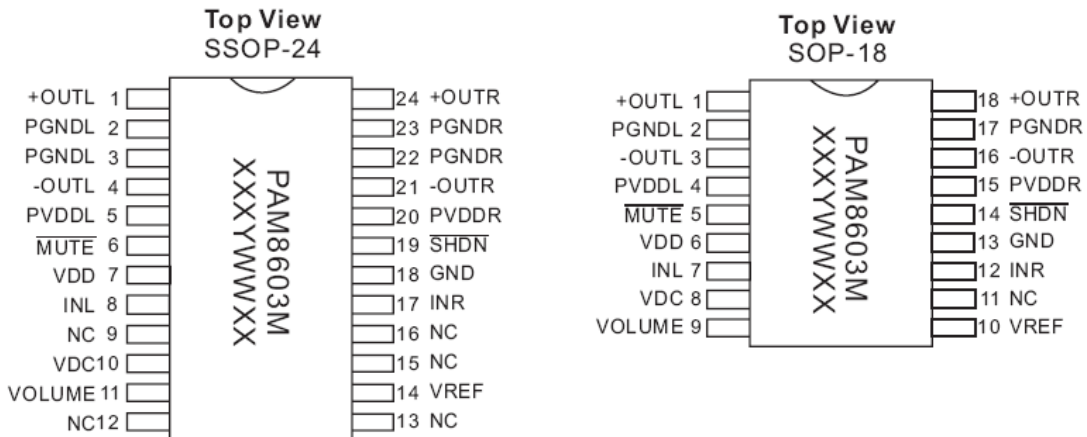 Top View
SSOP-24
+OUTL 1
PGNDL 2
PGNDL 3
-OUTL 4
PVDDL 5
MUTE 6
VDD 7
INL 8
NC 9
VDC10
VOLUME 11
NC12
PAM8603M
XXXYWWXX
24 +OUTR
23 PGNDR
22 PGNDR
21 -OUTR
20 PVDDR
19 SHDN
18 GND
17 INR
16 NC
15 NC
14 VREF
13 NC
Top View
SOP-18
+OUTL 1
PGNDL 2
-OUTL 3
PVDDL 4
MUTE 5
VDD 6
INL 7
VDC 8
VOLUME 9
PAM8603M
XXXYWWXX
18 +OUTR
17 PGNDR
16 -OUTR
15 PVDDR
14 SHDN
13 GND
12 INR
11 NC
10 VREF